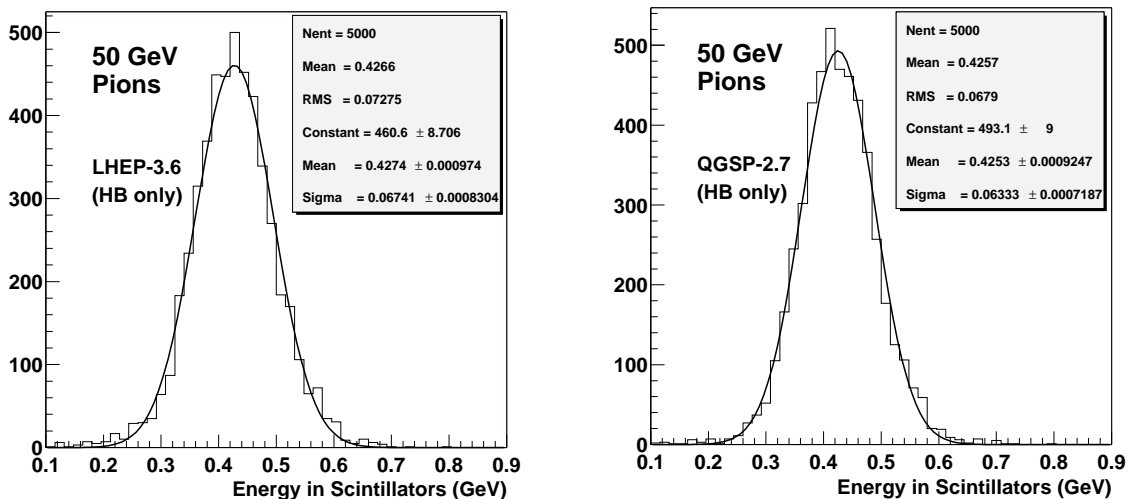 500
400
300
200
100
0
50 GeV
Pions
LHEP-3.6
(HB only)
Nent = 5000
Mean = 0.4266
RMS = 0.07275
Constant = 460.6 ± 8.706
Mean = 0.4274 ± 0.000974
Sigma = 0.06741 ± 0.0008304
0.1 0.2 0.3 0.4 0.5 0.6 0.7 0.8 0.9
Energy in Scintillators (GeV)
500
400
300
200
100
0
50 GeV
Pions
QGSP-2.7
(HB only)
Nent = 5000
Mean = 0.4257
RMS = 0.0679
Constant = 493.1 ± 9
Mean = 0.4253 ± 0.0009247
Sigma = 0.06333 ± 0.0007187
0.1 0.2 0.3 0.4 0.5 0.6 0.7 0.8 0.9
Energy in Scintillators (GeV)